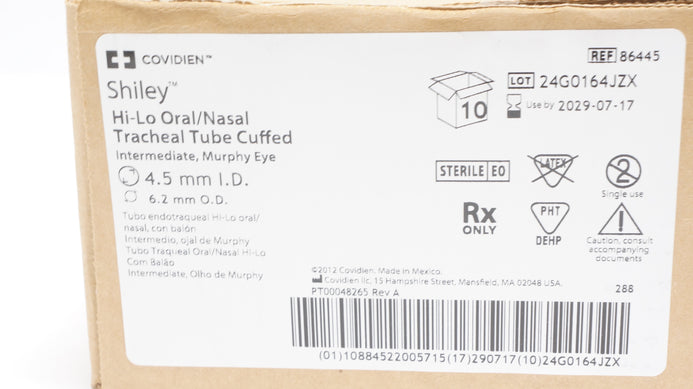 COVIDIEN™
Shiley™
Hi-Lo Oral/Nasal
Tracheal Tube Cuffed
Intermediate, Murphy Eye
4.5 mm I.D.
6.2 mm O.D.
Tubo endotraqueal Hi-Lo oral/
nasal, con balón
Intermedio, ojal de Murphy
Tubo Traqueal Oral/Nasal Hi-Lo
Com Balão
Intermediate, Olho de Murphy
REF 86445
10
LOT 24G0164JZX
Use by 2029-07-17
STERILE EO
LATEX
2
Single use
Rx
ONLY
PHT
DEHP
Caution, consult
accompanying
documents
©2012 Covidien. Made in Mexico.
Covidien llc, 15 Hampshire Street, Mansfield, MA 02048 USA.
PT00048265 Rev A
288
(01)10884522005715(17)290717(10)24G0164JZX